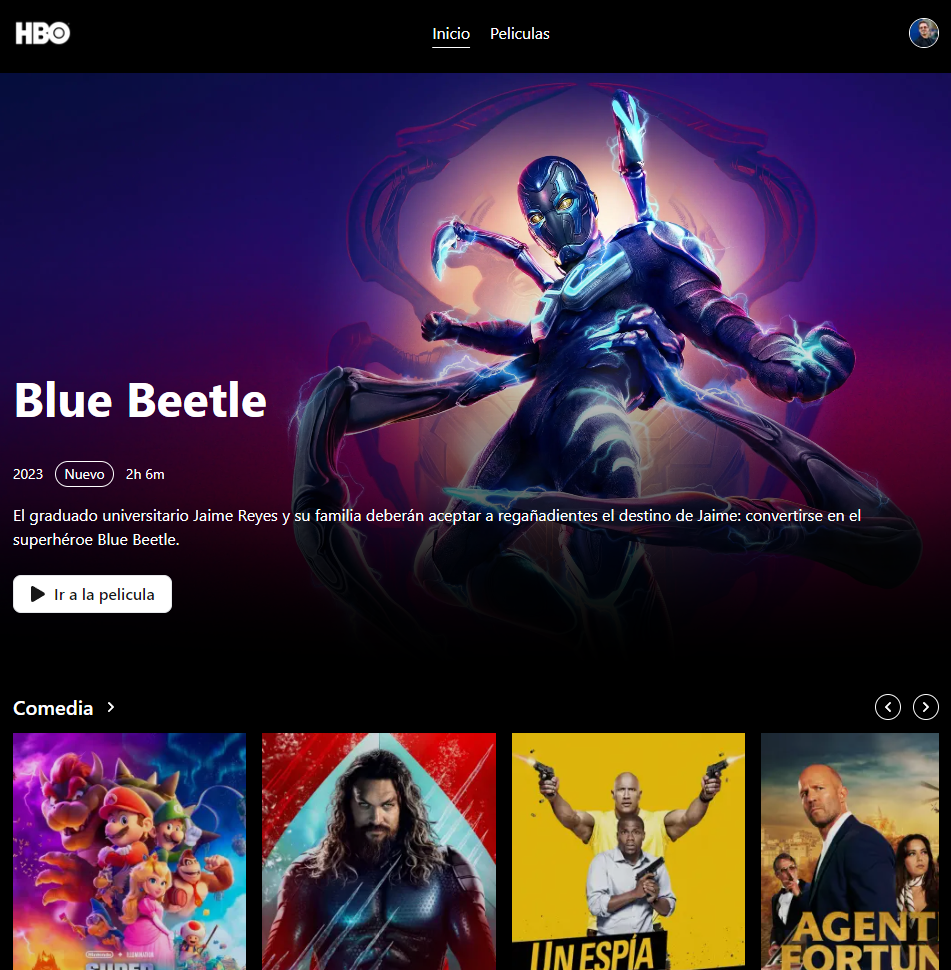 HBO
Inicio Peliculas
Blue Beetle
2023 Nuevo 2h 6m
El graduado universitario Jaime Reyes y su familia deberán aceptar a regañadientes el destino de Jaime: convertirse en el
superhéroe Blue Beetle.
Ir a la pelicula
Comedia
Nintendo ILLUMINATION
SUPER
UN ESPÍA
AGENT
FORTUN